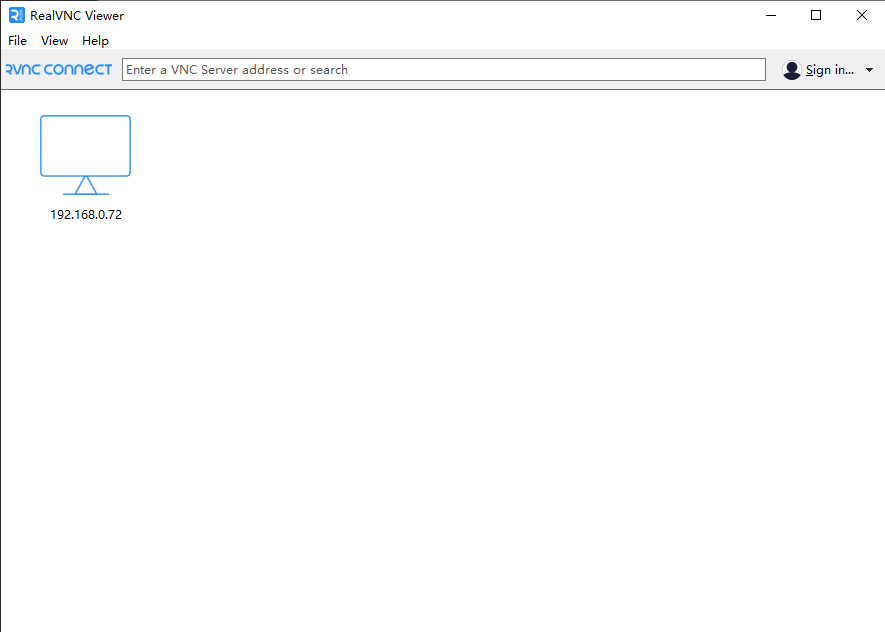 RealVNC Viewer
File View Help
RVNC CONNECT Enter a VNC Server address or search Sign in...
192.168.0.72